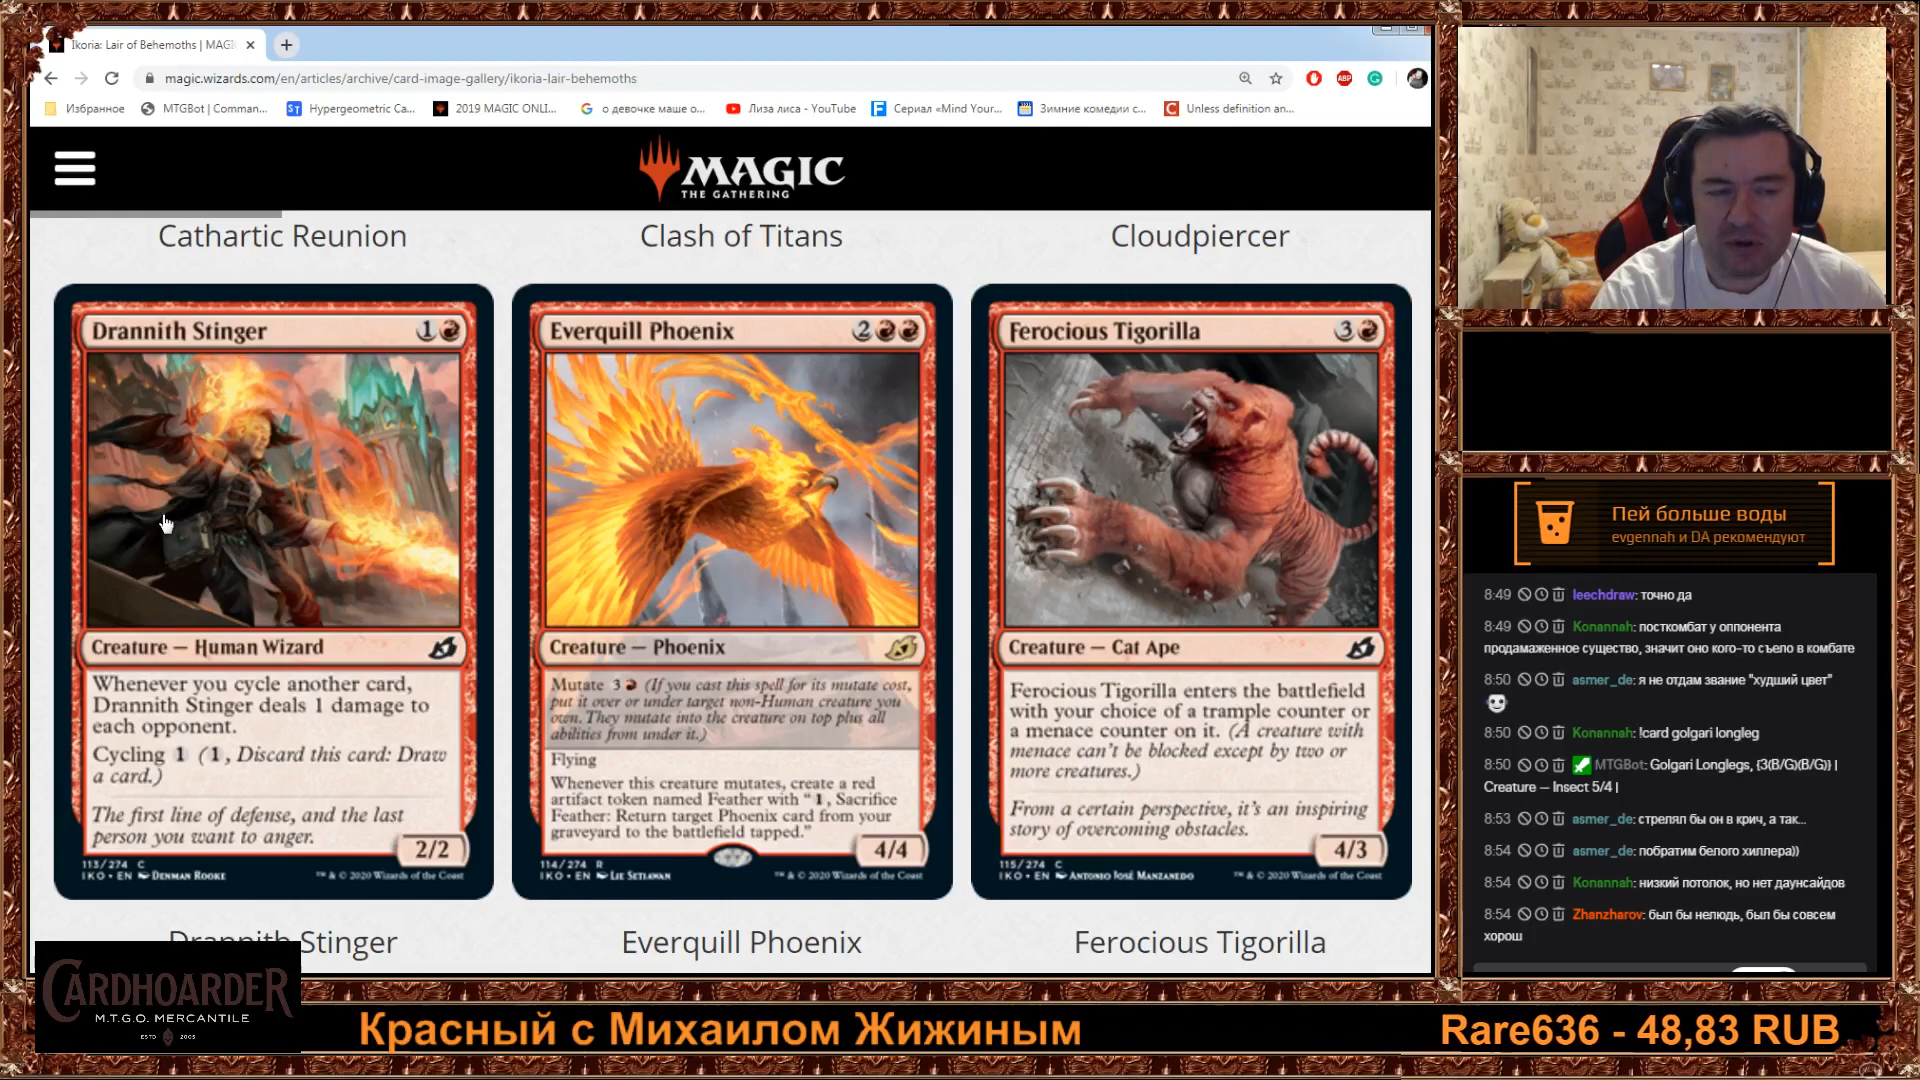 Ikoria: Lair of Behemoths | MAGI
magic.wizards.com/en/articles/archive/card-image-gallery/ikoria-lair-behemoths
Избранное
MTGBot | Comman...
ST
Hypergeometric Ca...
2019 MAGIC ONLI...
о девочке маше о...
Лиза лиса - YouTube
Сериал «Mind Your...
Зимние комедии с...
Unless definition an...
ABP
MAGIC
THE GATHERING
Cathartic Reunion
Clash of Titans
Cloudpiercer
Drannith Stinger
1
Creature — Human Wizard
Whenever you cycle another card,
Drannith Stinger deals 1 damage to
each opponent.
Cycling 1 (1, Discard this card: Draw
a card.)
The first line of defense, and the last
person you want to anger.
2/2
113/274 C
IKO • EN Denman Rooke
™ & © 2020 Wizards of the Coast
Drannith Stinger
Everquill Phoenix
2
Creature — Phoenix
Mutate 3 (If you cast this spell for its mutate cost,
put it over or under target non-Human creature you
own. They mutate into the creature on top plus all
abilities from under it.)
Flying
Whenever this creature mutates, create a red
artifact token named Feather with "1, Sacrifice
Feather: Return target Phoenix card from your
graveyard to the battlefield tapped."
4/4
114/274 R
IKO • EN Lie Setiawan
™ & © 2020 Wizards of the Coast
Everquill Phoenix
Ferocious Tigorilla
3
Creature — Cat Ape
Ferocious Tigorilla enters the battlefield
with your choice of a trample counter or
a menace counter on it. (A creature with
menace can't be blocked except by two or
more creatures.)
From a certain perspective, it's an inspiring
story of overcoming obstacles.
4/3
115/274 C
IKO • EN Antonio José Manzanedo
™ & © 2020 Wizards of the Coast
Ferocious Tigorilla
Пей больше воды
evgennah и DA рекомендуют
8:49 leechdraw: точно да
8:49 Konannah: посткомбат у оппонента
продамаженное существо, значит оно кого-то съело в комбате
8:50 asmer_de: я не отдам звание "худший цвет"
8:50 Konannah: !card golgari longleg
8:50 MTGBot: Golgari Longlegs, {3(B/G)(B/G)} |
Creature — Insect 5/4 |
8:53 asmer_de: стрелял бы он в крич, а так...
8:54 asmer_de: побратим белого хиллера))
8:54 Konannah: низкий потолок, но нет даунсайдов
8:54 Zhanzharov: был бы нелюдь, был бы совсем
хорош
CARDHOARDER
M.T.G.O. MERCANTILE
ESTD 2005
Красный с Михаилом Жижиным
Rare636 - 48,83 RUB